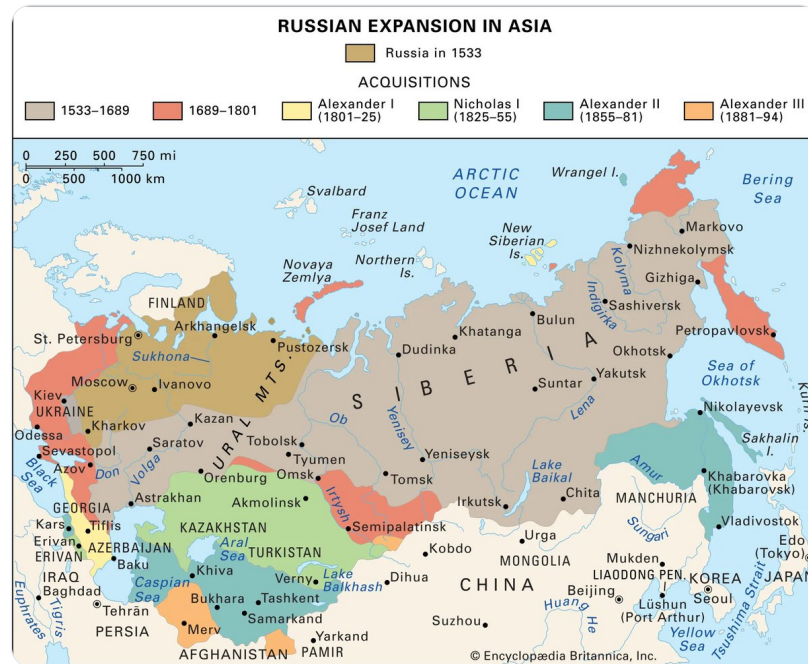 RUSSIAN EXPANSION IN ASIA
Russia in 1533
ACQUISITIONS
1533–1689
1689–1801
Alexander I
(1801–25)
Nicholas I
(1825–55)
Alexander II
(1855–81)
Alexander III
(1881–94)
0 250 500 750 mi
0 500 1000 km
ARCTIC
OCEAN
Wrangel I.
Bering
Sea
Svalbard
Franz
Josef Land
New
Siberian
Is.
Northern
Is.
Novaya
Zemlya
Markovo
Nizhnekolymsk
Kolyma
Gizhiga
Indigirka
Sashiversk
FINLAND
Arkhangelsk
St. Petersburg
Sukhona
Pustozersk
Dudinka
Khatanga
Bulun
Petropavlovsk
Okhotsk
Moscow
Ivanovo
URAL MTS.
SIBERIA
Suntar
Yakutsk
Sea of
Okhotsk
Kiev
UKRAINE
Kharkov
Kazan
Ob
Yenisey
Lena
Nikolayevsk
Odessa
Sevastopol
Saratov
Tobolsk
Tyumen
Yeniseysk
Sakhalin
I.
Black
Sea
Azov
Don
Volga
Orenburg
Omsk
Tomsk
Lake
Baikal
Amur
Khabarovka
(Khabarovsk)
Astrakhan
Akmolinsk
Irtysh
Irkutsk
Chita
MANCHURIA
GEORGIA
Kars
Tiflis
KAZAKHSTAN
Semipalatinsk
Sungari
Vladivostok
Erivan
ERIVAN
AZERBAIJAN
Aral
Sea
TURKISTAN
Kobdo
Urga
MONGOLIA
Edo
(Tokyo)
Baku
Khiva
Verny
Lake
Balkhash
Dihua
Mukden
LIAODONG PEN.
KOREA
JAPAN
IRAQ
Baghdad
Caspian
Sea
Bukhara
Tashkent
CHINA
Beijing
Seoul
Tehrān
Samarkand
Lüshun
(Port Arthur)
Euphrates
Tigris
Huang He
Tsushima Strait
PERSIA
Merv
Yarkand
Suzhou
Yellow
Sea
AFGHANISTAN
PAMIR
© Encyclopædia Britannica, Inc.